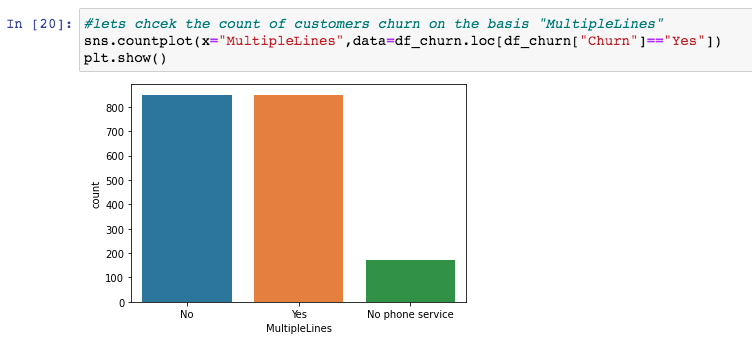 In [20]: #lets chcek the count of customers churn on the basis "MultipleLines"
sns.countplot(x="MultipleLines",data=df_churn.loc[df_churn["Churn"]=="Yes"])
plt.show()
800
700
600
500
400
300
200
100
0
count
No Yes No phone service
MultipleLines